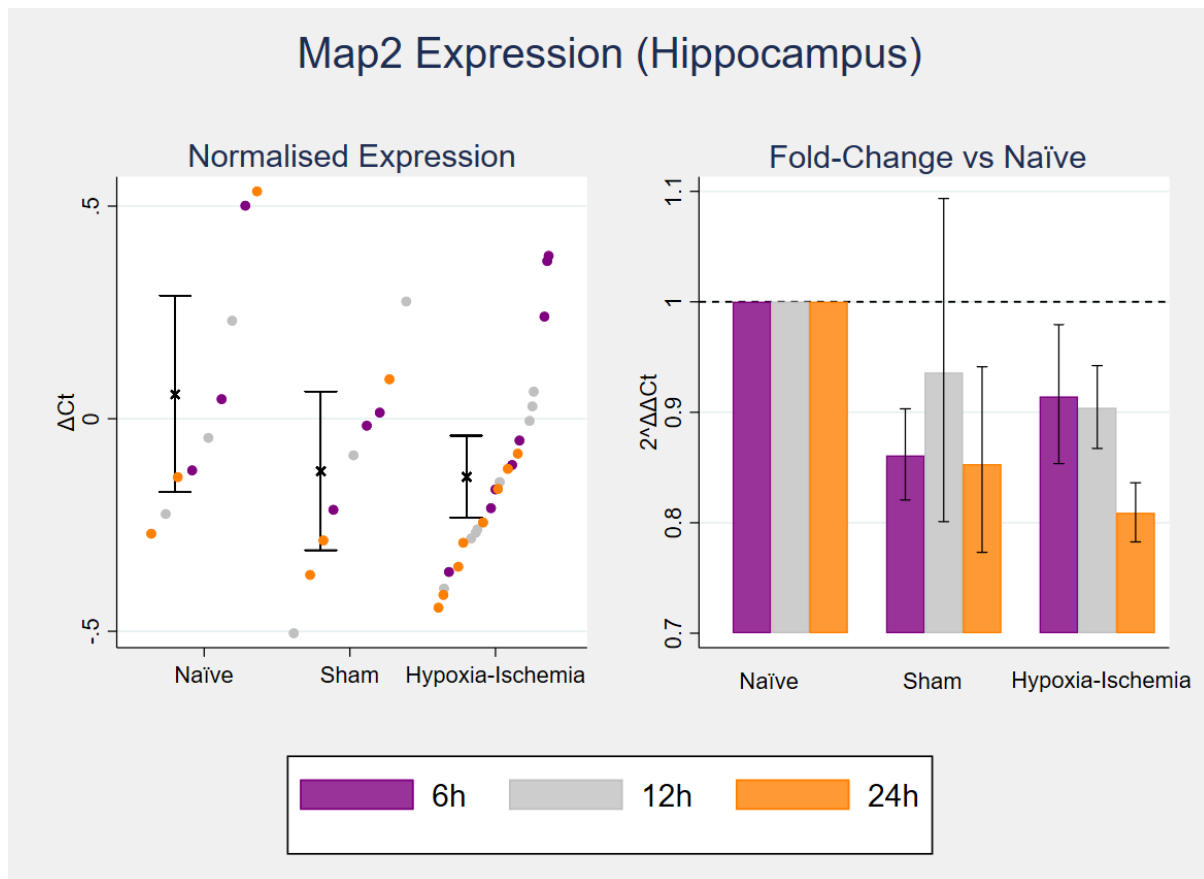 Map2 Expression (Hippocampus)
Normalised Expression
ΔCt
.5
0
-.5
Naïve Sham Hypoxia-Ischemia
Fold-Change vs Naïve
2^ΔΔCt
1.1
1
0.9
0.8
0.7
Naïve Sham Hypoxia-Ischemia
6h 12h 24h